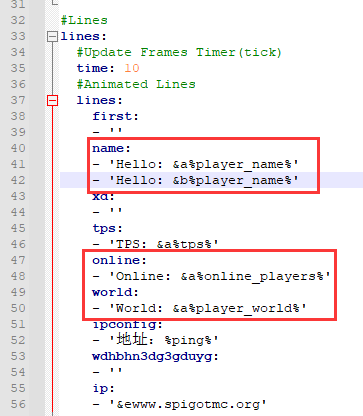 31
32 #Lines
33 lines:
34 #Update Frames Timer(tick)
35 time: 10
36 #Animated Lines
37 lines:
38 first:
39 - ''
40 name:
41 - 'Hello: &a%player_name%'
42 - 'Hello: &b%player_name%'
43 xd:
44 - ''
45 tps:
46 - 'TPS: &a%tps%'
47 online:
48 - 'Online: &a%online_players%'
49 world:
50 - 'World: &a%player_world%'
51 ipconfig:
52 - '地址: %ping%'
53 wdhbhn3dg3gduyg:
54 - ''
55 ip:
56 - '&ewww.spigotmc.org'